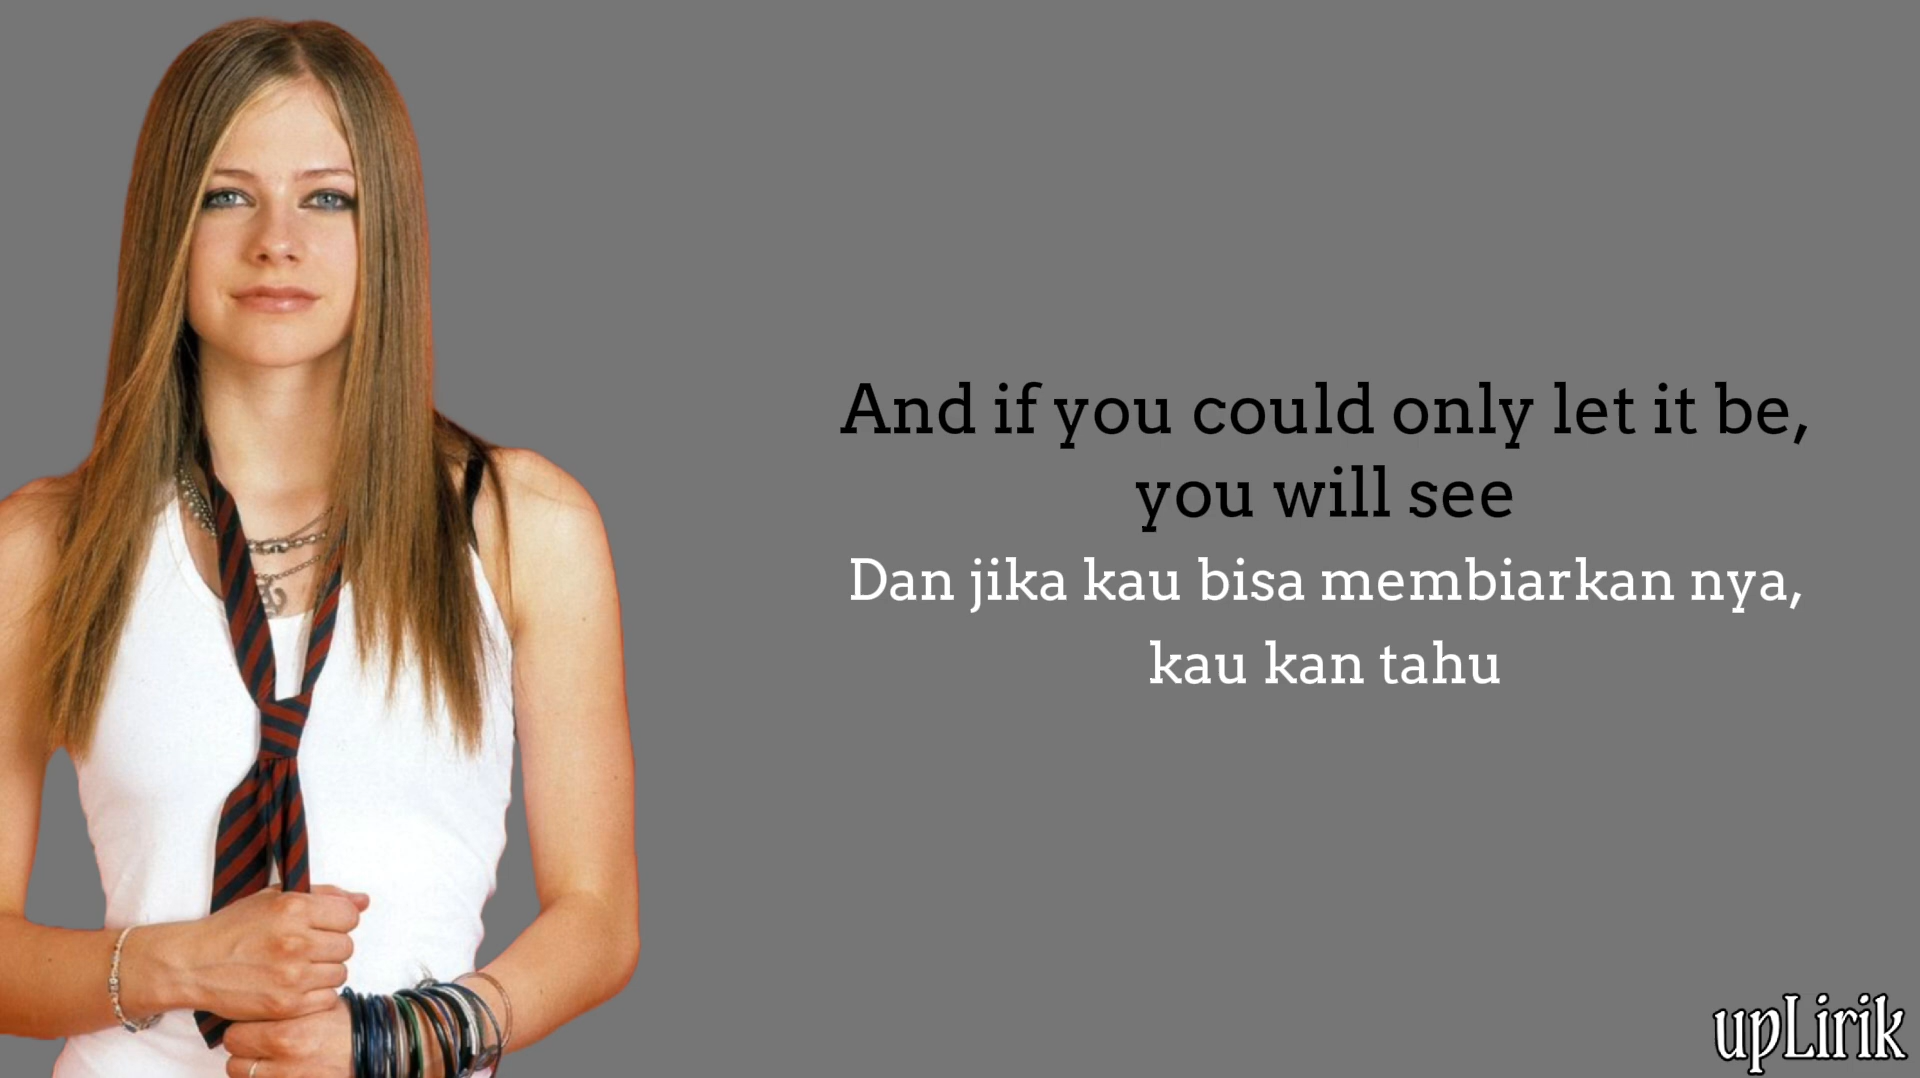 And if you could only let it be,
you will see
Dan jika kau bisa membiarkan nya,
kau kan tahu
upLirik